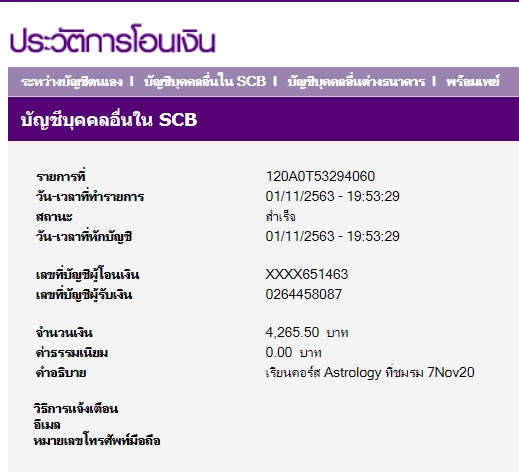 ประวัติการโอนเงิน
ระหว่างบัญชีตนเอง | บัญชีบุคคลอื่นใน SCB | บัญชีบุคคลอื่นต่างธนาคาร | พร้อมเพย์
บัญชีบุคคลอื่นใน SCB
รายการที่ 120A0T53294060
วัน-เวลาที่ทำรายการ 01/11/2563 - 19:53:29
สถานะ สำเร็จ
วัน-เวลาที่หักบัญชี 01/11/2563 - 19:53:29
เลขที่บัญชีผู้โอนเงิน XXXX651463
เลขที่บัญชีผู้รับเงิน 0264458087
จำนวนเงิน 4,265.50 บาท
ค่าธรรมเนียม 0.00 บาท
คำอธิบาย เรียนคอร์ส Astrology ที่ชมรม 7Nov20
วิธีการแจ้งเตือน
อีเมล
หมายเลขโทรศัพท์มือถือ